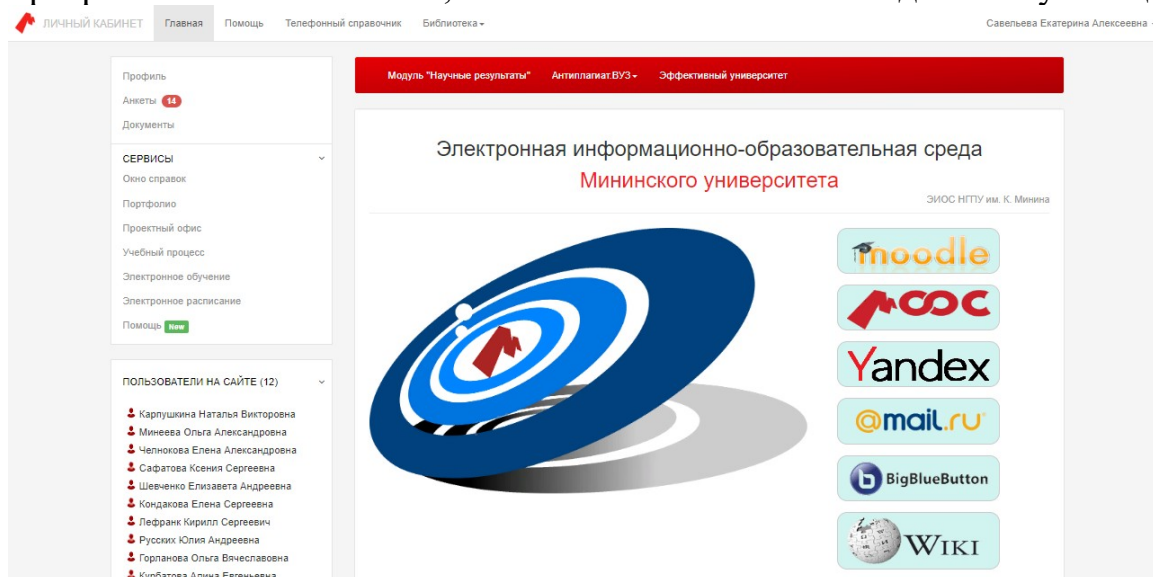 ЛИЧНЫЙ КАБИНЕТ Главная Помощь Телефонный справочник Библиотека Савельева Екатерина Алексеевна
Профиль
Анкеты 14
Документы
СЕРВИСЫ
Окно справок
Портфолио
Проектный офис
Учебный процесс
Электронное обучение
Электронное расписание
Помощь New
ПОЛЬЗОВАТЕЛИ НА САЙТЕ (12)
Карпушкина Наталья Викторовна
Минеева Ольга Александровна
Челнокова Елена Александровна
Сафатова Ксения Сергеевна
Шевченко Елизавета Андреевна
Кондакова Елена Сергеевна
Лефранк Кирилл Сергеевич
Русских Юлия Андреевна
Горланова Ольга Вячеславовна
Курбатова Алина Евгеньевна
Модуль "Научные результаты" Антиплагиат.ВУЗ Эффективный университет
Электронная информационно-образовательная среда
Мининского университета
ЭИОС НГПУ им. К. Минина
moodle
МООС
Yandex
@mail.ru
BigBlueButton
WIKI